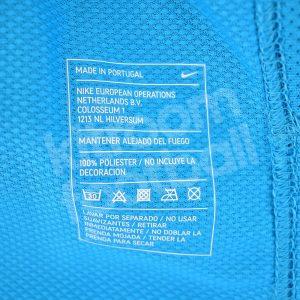 MADE IN PORTUGAL
NIKE EUROPEAN OPERATIONS
NETHERLANDS B.V.
COLOSSEUM 1
1213 NL HILVERSUM
MANTENER ALEJADO DEL FUEGO
100% POLIESTER / NO INCLUYE LA
DECORACION
30
LAVAR POR SEPARADO / NO USAR
SUAVIZANTES / RETIRAR
INMEDIATAMENTE / NO DOBLAR LA
PRENDA MOJADA / TENDER LA
PARA SECAR